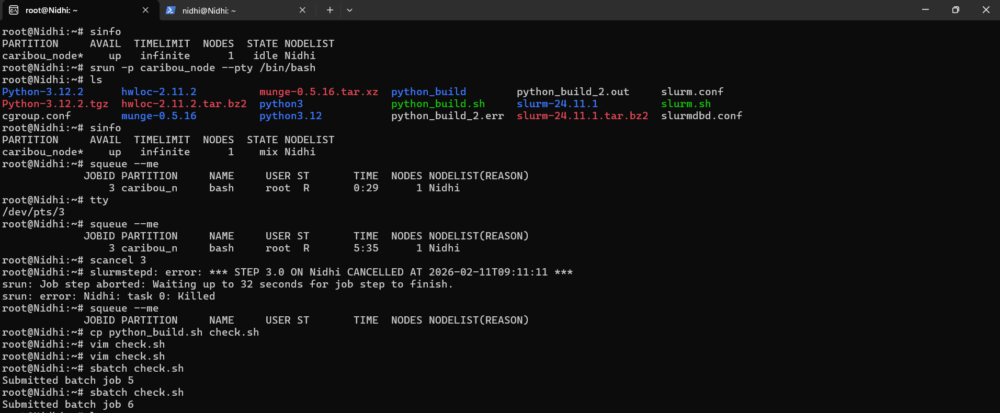 root@Nidhi: ~
nidhi@Nidhi: ~
root@Nidhi:~# sinfo
PARTITION     AVAIL  TIMELIMIT  NODES  STATE NODELIST
caribou_node*    up   infinite      1   idle Nidhi
root@Nidhi:~# srun -p caribou_node --pty /bin/bash
root@Nidhi:~# ls
Python-3.12.2      hwloc-2.11.2          munge-0.5.16.tar.xz  python_build        python_build_2.out     slurm.conf
Python-3.12.2.tgz  hwloc-2.11.2.tar.bz2  python3              python_build.sh     slurm-24.11.1          slurm.sh
cgroup.conf        munge-0.5.16          python3.12           python_build_2.err  slurm-24.11.1.tar.bz2  slurmdbd.conf
root@Nidhi:~# sinfo
PARTITION     AVAIL  TIMELIMIT  NODES  STATE NODELIST
caribou_node*    up   infinite      1    mix Nidhi
root@Nidhi:~# squeue --me
             JOBID PARTITION     NAME     USER ST       TIME  NODES NODELIST(REASON)
                 3 caribou_n     bash     root  R       0:29      1 Nidhi
root@Nidhi:~# tty
/dev/pts/3
root@Nidhi:~# squeue --me
             JOBID PARTITION     NAME     USER ST       TIME  NODES NODELIST(REASON)
                 3 caribou_n     bash     root  R       5:35      1 Nidhi
root@Nidhi:~# scancel 3
root@Nidhi:~# slurmstepd: error: *** STEP 3.0 ON Nidhi CANCELLED AT 2026-02-11T09:11:11 ***
srun: Job step aborted: Waiting up to 32 seconds for job step to finish.
srun: error: Nidhi: task 0: Killed
root@Nidhi:~# squeue --me
             JOBID PARTITION     NAME     USER ST       TIME  NODES NODELIST(REASON)
root@Nidhi:~# cp python_build.sh check.sh
root@Nidhi:~# vim check.sh
root@Nidhi:~# vim check.sh
root@Nidhi:~# sbatch check.sh
Submitted batch job 5
root@Nidhi:~# sbatch check.sh
Submitted batch job 6